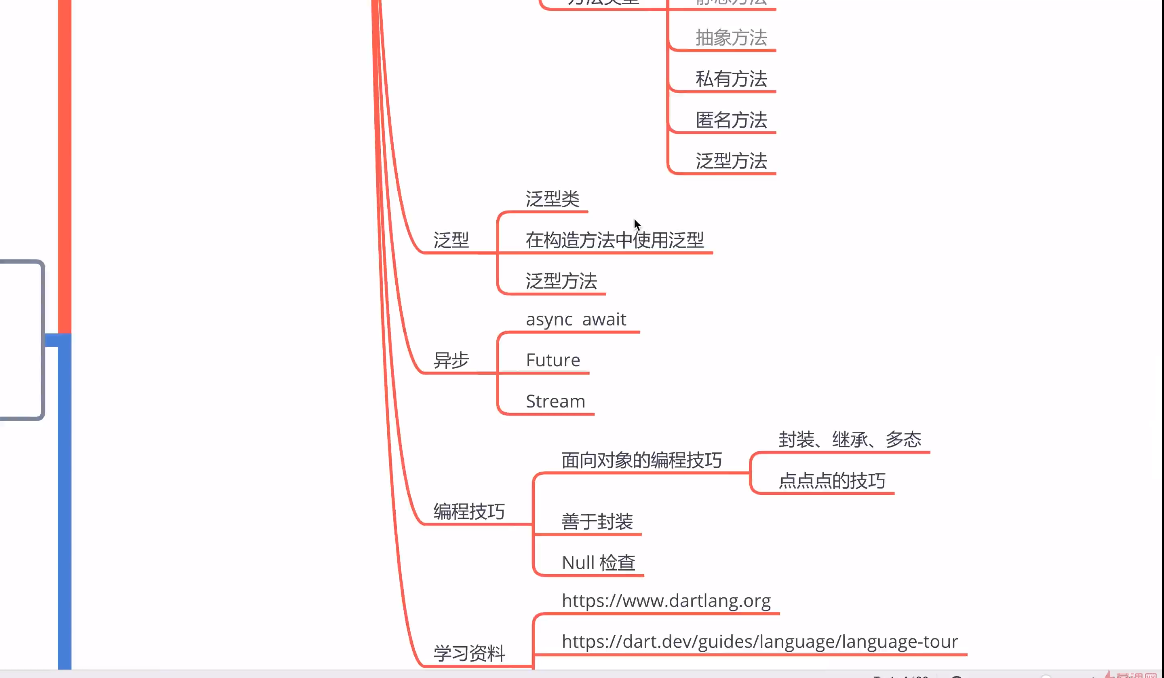 抽象方法
私有方法
匿名方法
泛型方法
泛型
泛型类
在构造方法中使用泛型
泛型方法
异步
async await
Future
Stream
编程技巧
面向对象的编程技巧
封装、继承、多态
点点点的技巧
善于封装
Null 检查
学习资料
https://www.dartlang.org
https://dart.dev/guides/language/language-tour